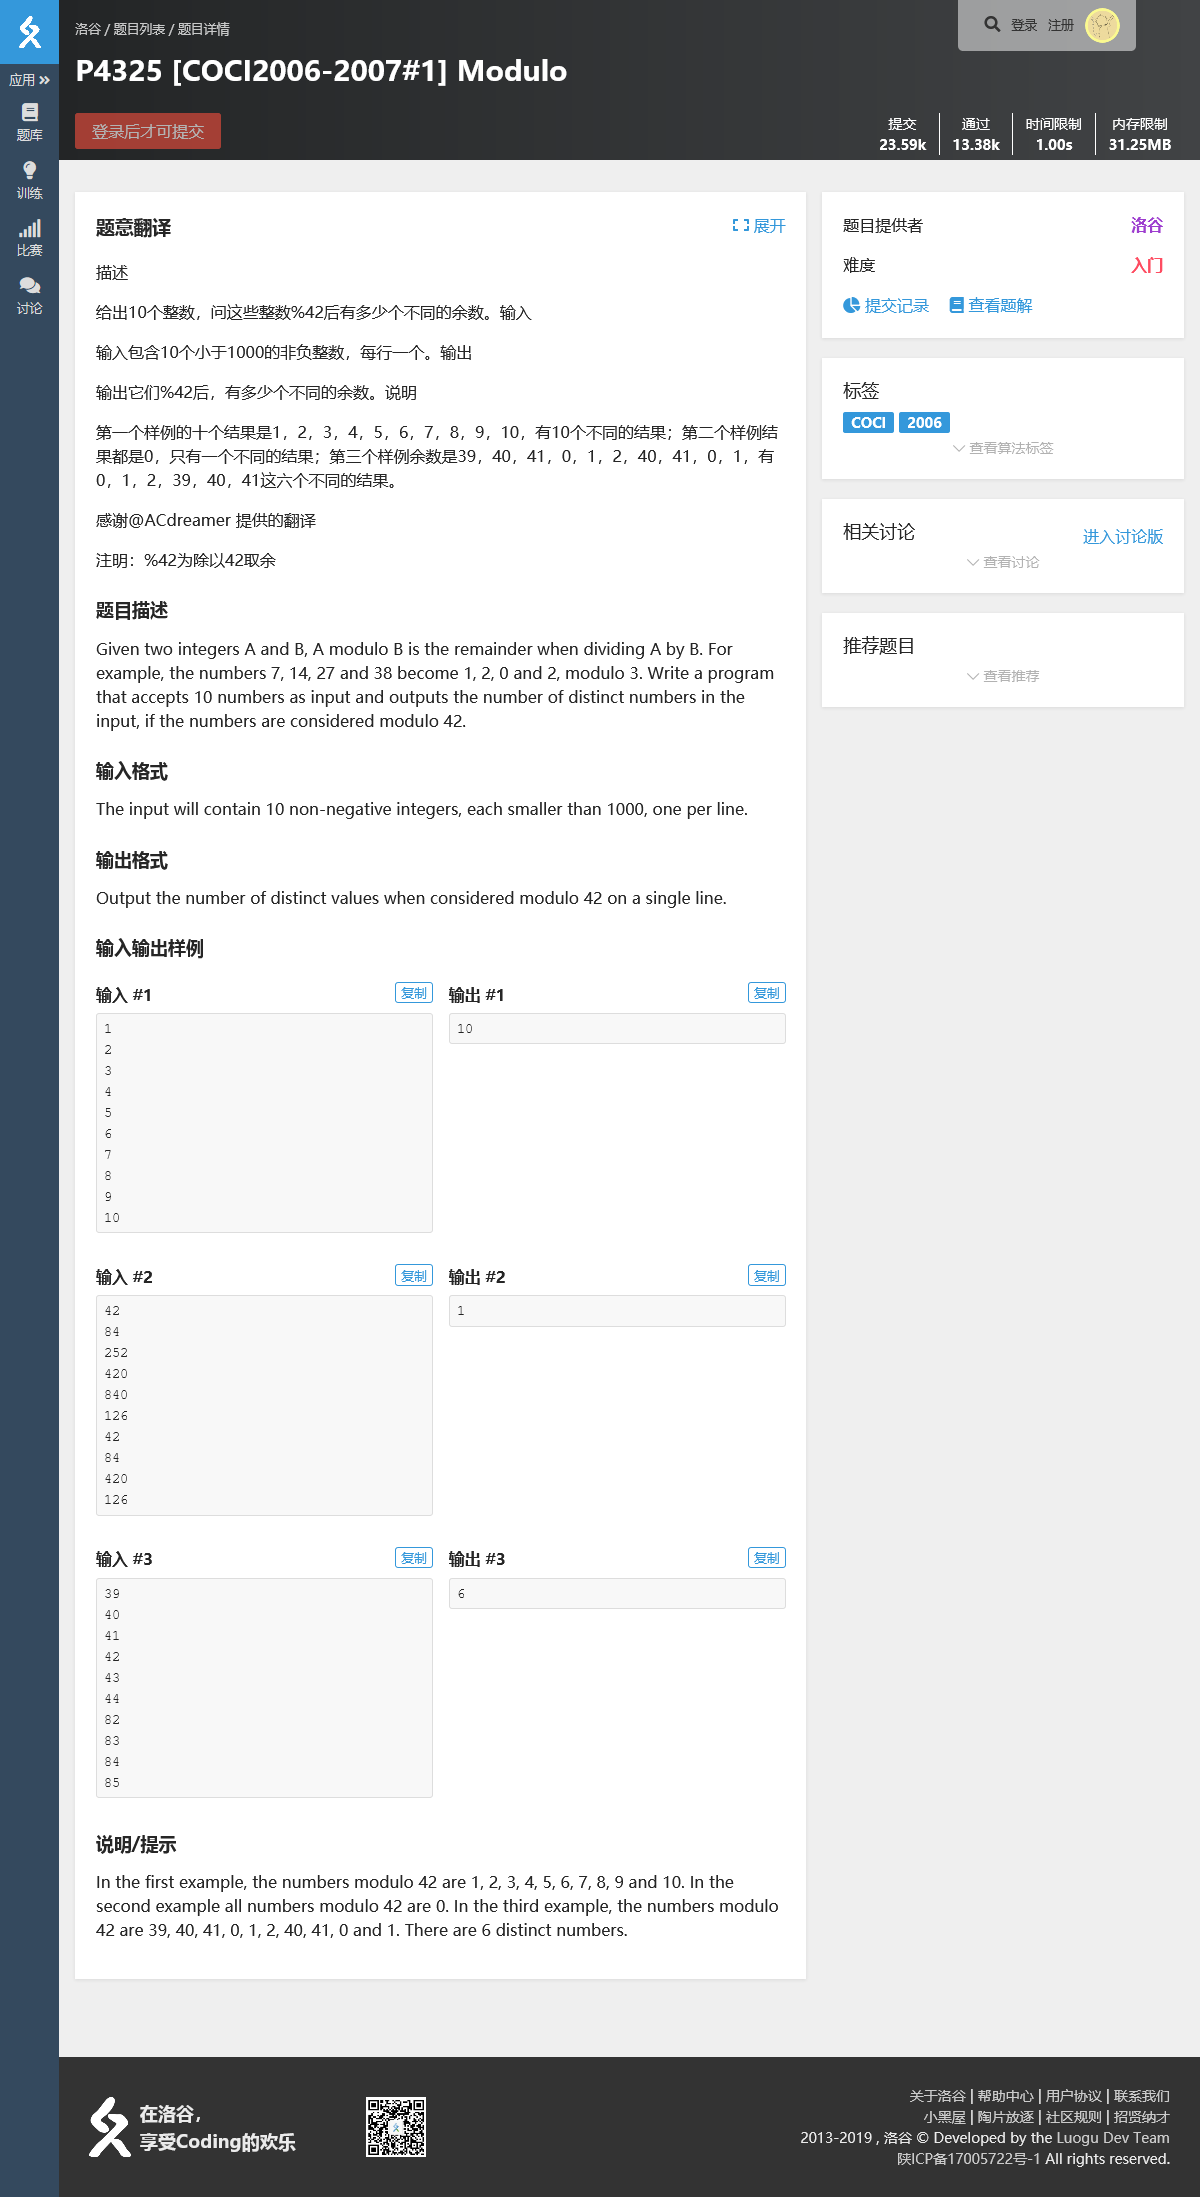 洛谷 / 题目列表 / 题目详情
登录 注册
P4325 [COCI2006-2007#1] Modulo
登录后才可提交
提交
23.59k
通过
13.38k
时间限制
1.00s
内存限制
31.25MB
应用
题库
训练
比赛
讨论
题意翻译
展开
描述
给出10个整数，问这些整数%42后有多少个不同的余数。输入
输入包含10个小于1000的非负整数，每行一个。输出
输出它们%42后，有多少个不同的余数。说明
第一个样例的十个结果是1，2，3，4，5，6，7，8，9，10，有10个不同的结果；第二个样例结
果都是0，只有一个不同的结果；第三个样例余数是39，40，41，0，1，2，40，41，0，1，有
0，1，2，39，40，41这六个不同的结果。
感谢@ACdreamer 提供的翻译
注明：%42为除以42取余
题目描述
Given two integers A and B, A modulo B is the remainder when dividing A by B. For
example, the numbers 7, 14, 27 and 38 become 1, 2, 0 and 2, modulo 3. Write a program
that accepts 10 numbers as input and outputs the number of distinct numbers in the
input, if the numbers are considered modulo 42.
输入格式
The input will contain 10 non-negative integers, each smaller than 1000, one per line.
输出格式
Output the number of distinct values when considered modulo 42 on a single line.
输入输出样例
输入 #1
复制
1
2
3
4
5
6
7
8
9
10
输出 #1
复制
10
输入 #2
复制
42
84
252
420
840
126
42
84
420
126
输出 #2
复制
1
输入 #3
复制
39
40
41
42
43
44
82
83
84
85
输出 #3
复制
6
说明/提示
In the first example, the numbers modulo 42 are 1, 2, 3, 4, 5, 6, 7, 8, 9 and 10. In the
second example all numbers modulo 42 are 0. In the third example, the numbers modulo
42 are 39, 40, 41, 0, 1, 2, 40, 41, 0 and 1. There are 6 distinct numbers.
题目提供者 洛谷
难度 入门
提交记录 查看题解
标签
COCI 2006
查看算法标签
相关讨论
进入讨论版
查看讨论
推荐题目
查看推荐
在洛谷，
享受Coding的欢乐
关于洛谷 | 帮助中心 | 用户协议 | 联系我们
小黑屋 | 陶片放逐 | 社区规则 | 招贤纳才
2013-2019 , 洛谷 © Developed by the Luogu Dev Team
陕ICP备17005722号-1 All rights reserved.